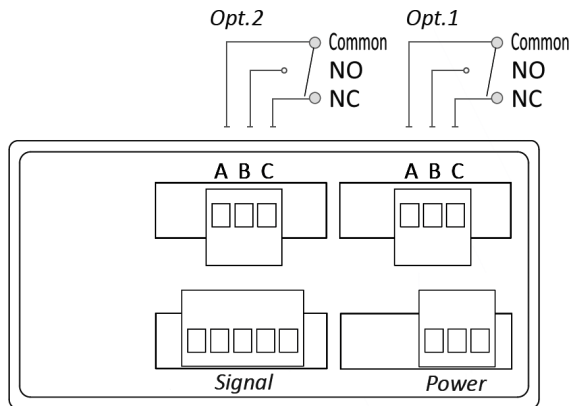 Opt.2 Opt.1
Common Common
NO NO
NC NC
A B C A B C
Signal Power